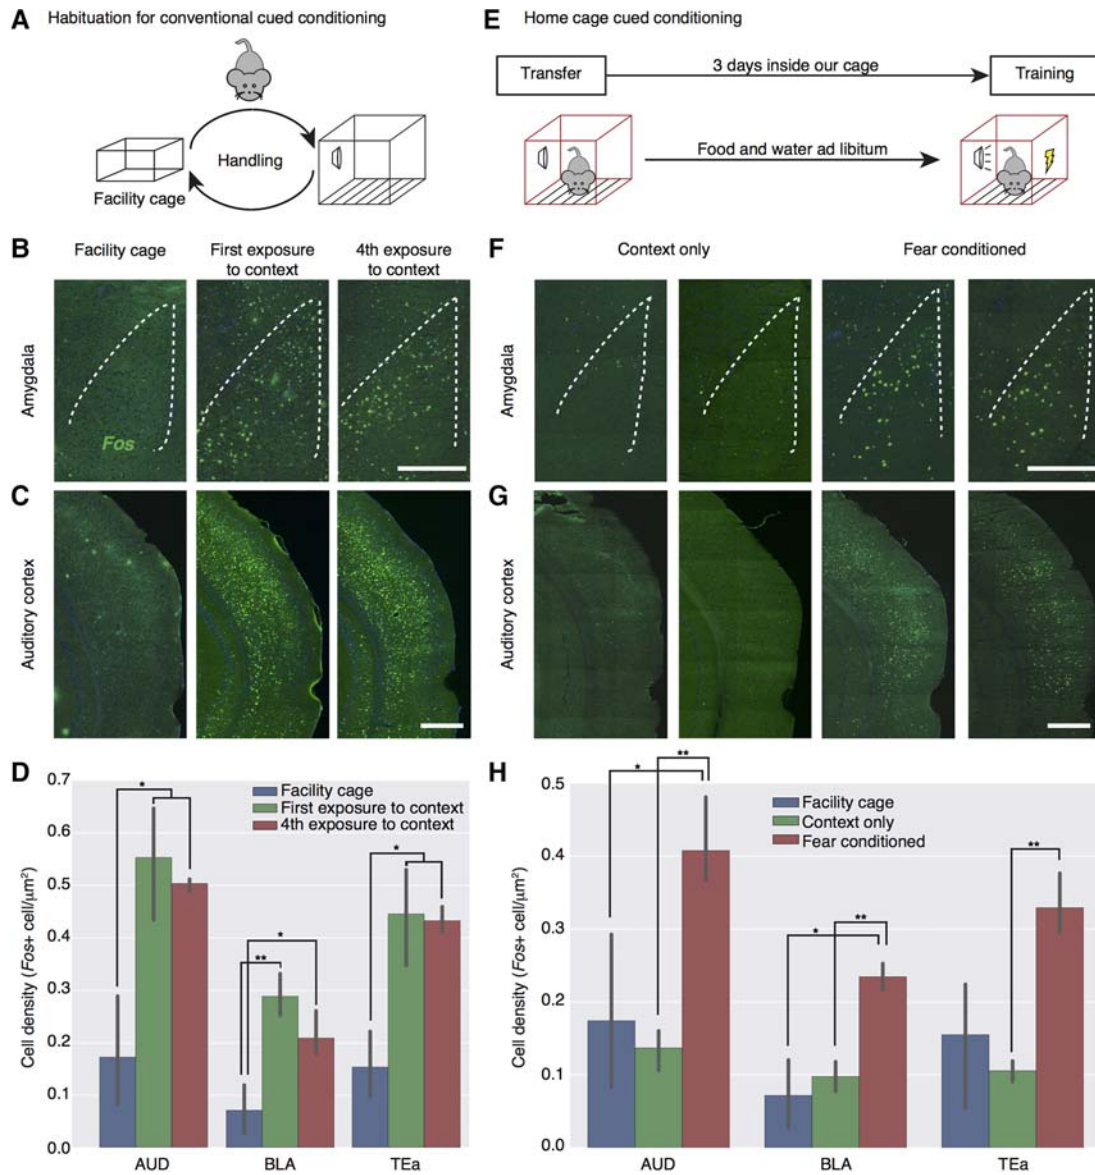 A Habituation for conventional cued conditioning
Handling
Facility cage
B Facility cage
First exposure
to context
4th exposure
to context
Amygdala
Fos
C
Auditory cortex
D
Cell density (Fos+ cell/µm²)
0.7
0.6
0.5
0.4
0.3
0.2
0.1
0.0
*
Facility cage
First exposure to context
4th exposure to context
**
*
*
AUD BLA TEa
E Home cage cued conditioning
Transfer
3 days inside our cage
Training
Food and water ad libitum
F Context only Fear conditioned
Amygdala
G
Auditory cortex
H
Cell density (Fos+ cell/µm²)
0.5
0.4
0.3
0.2
0.1
0.0
*
**
Facility cage
Context only
Fear conditioned
*
**
**
AUD BLA TEa